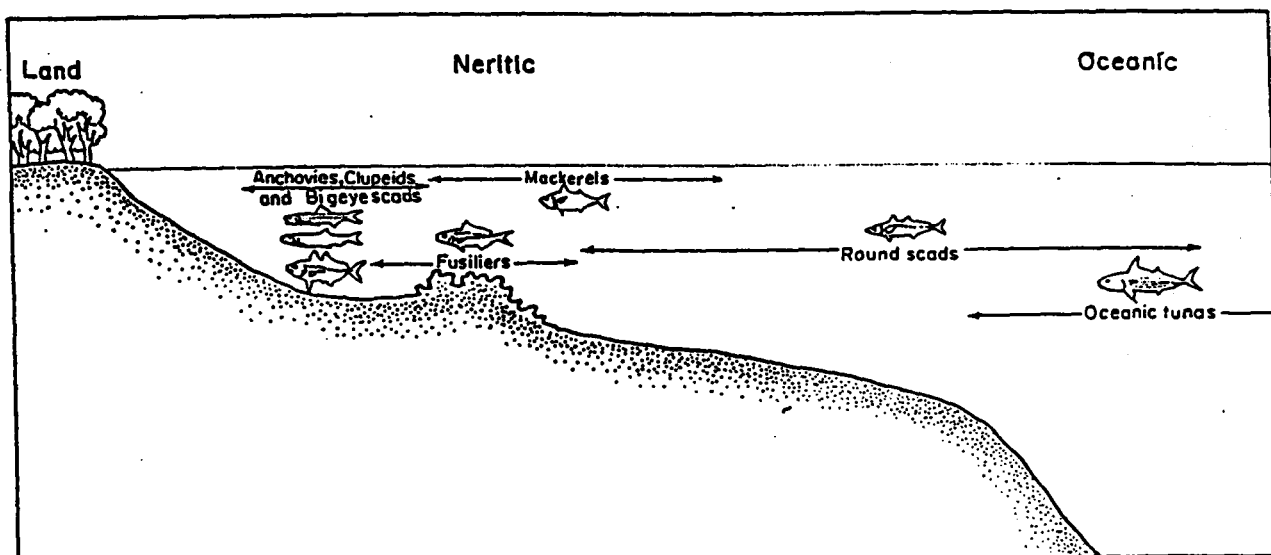 Land
Neritic
Oceanic
Anchovies, Clupeids
and Bigeye scads
Mackerels
Fusiliers
Round scads
Oceanic tunas